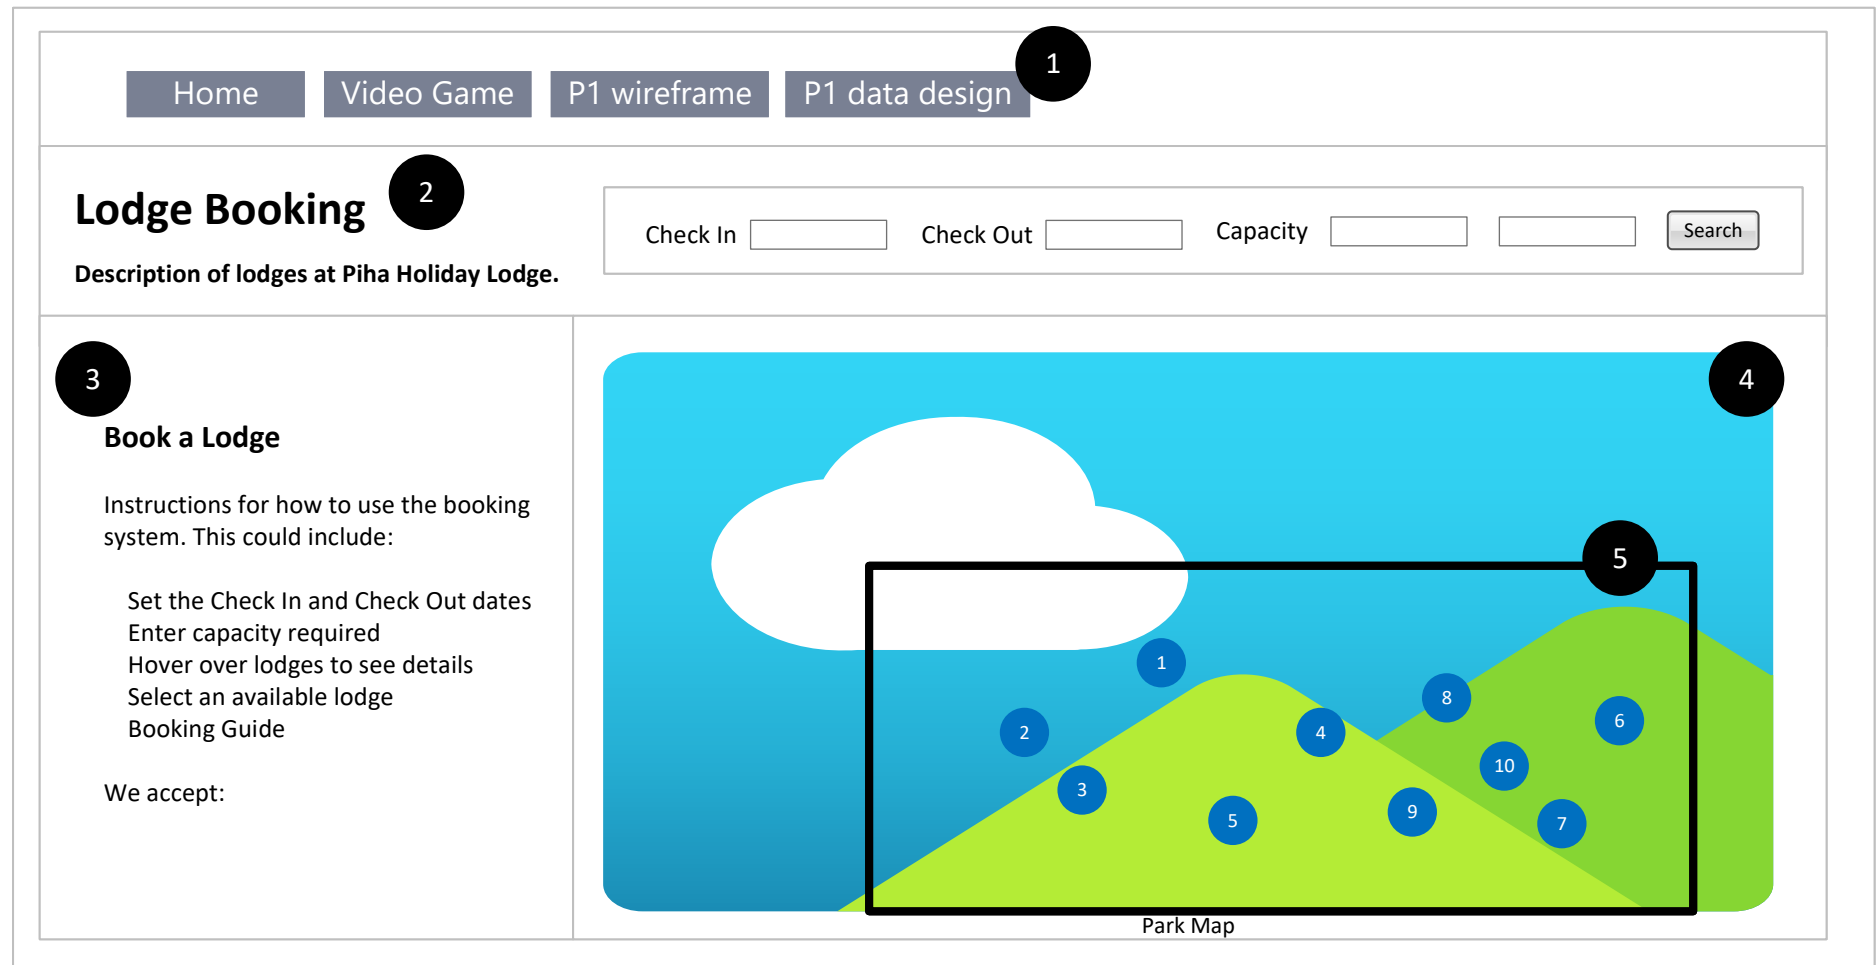 1
Home Video Game P1 wireframe P1 data design
Lodge Booking
2
Description of lodges at Piha Holiday Lodge.
Check In Check Out Capacity Search
3
Book a Lodge
Instructions for how to use the booking
system. This could include:
Set the Check In and Check Out dates
Enter capacity required
Hover over lodges to see details
Select an available lodge
Booking Guide
We accept:
4
5
1
8
6
2
4
10
3
9
5
7
Park Map